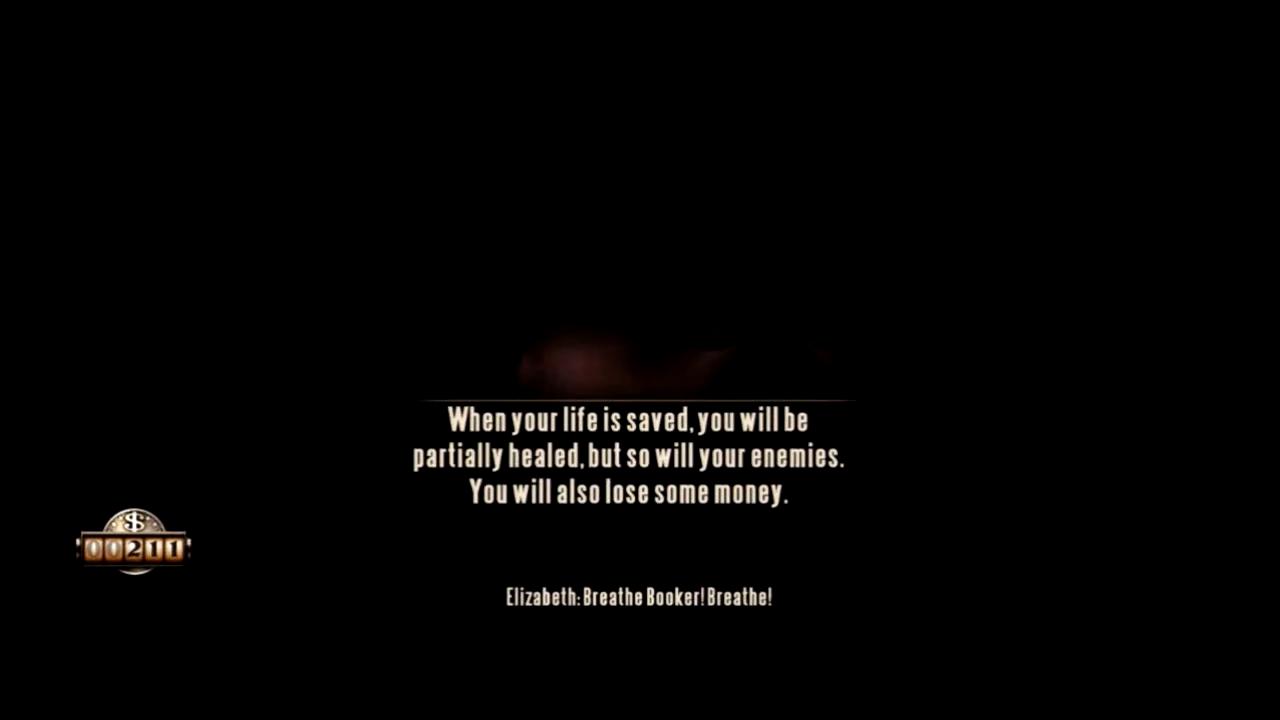 When your life is saved, you will be
partially healed, but so will your enemies.
You will also lose some money.
$
00211
Elizabeth: Breathe Booker! Breathe!